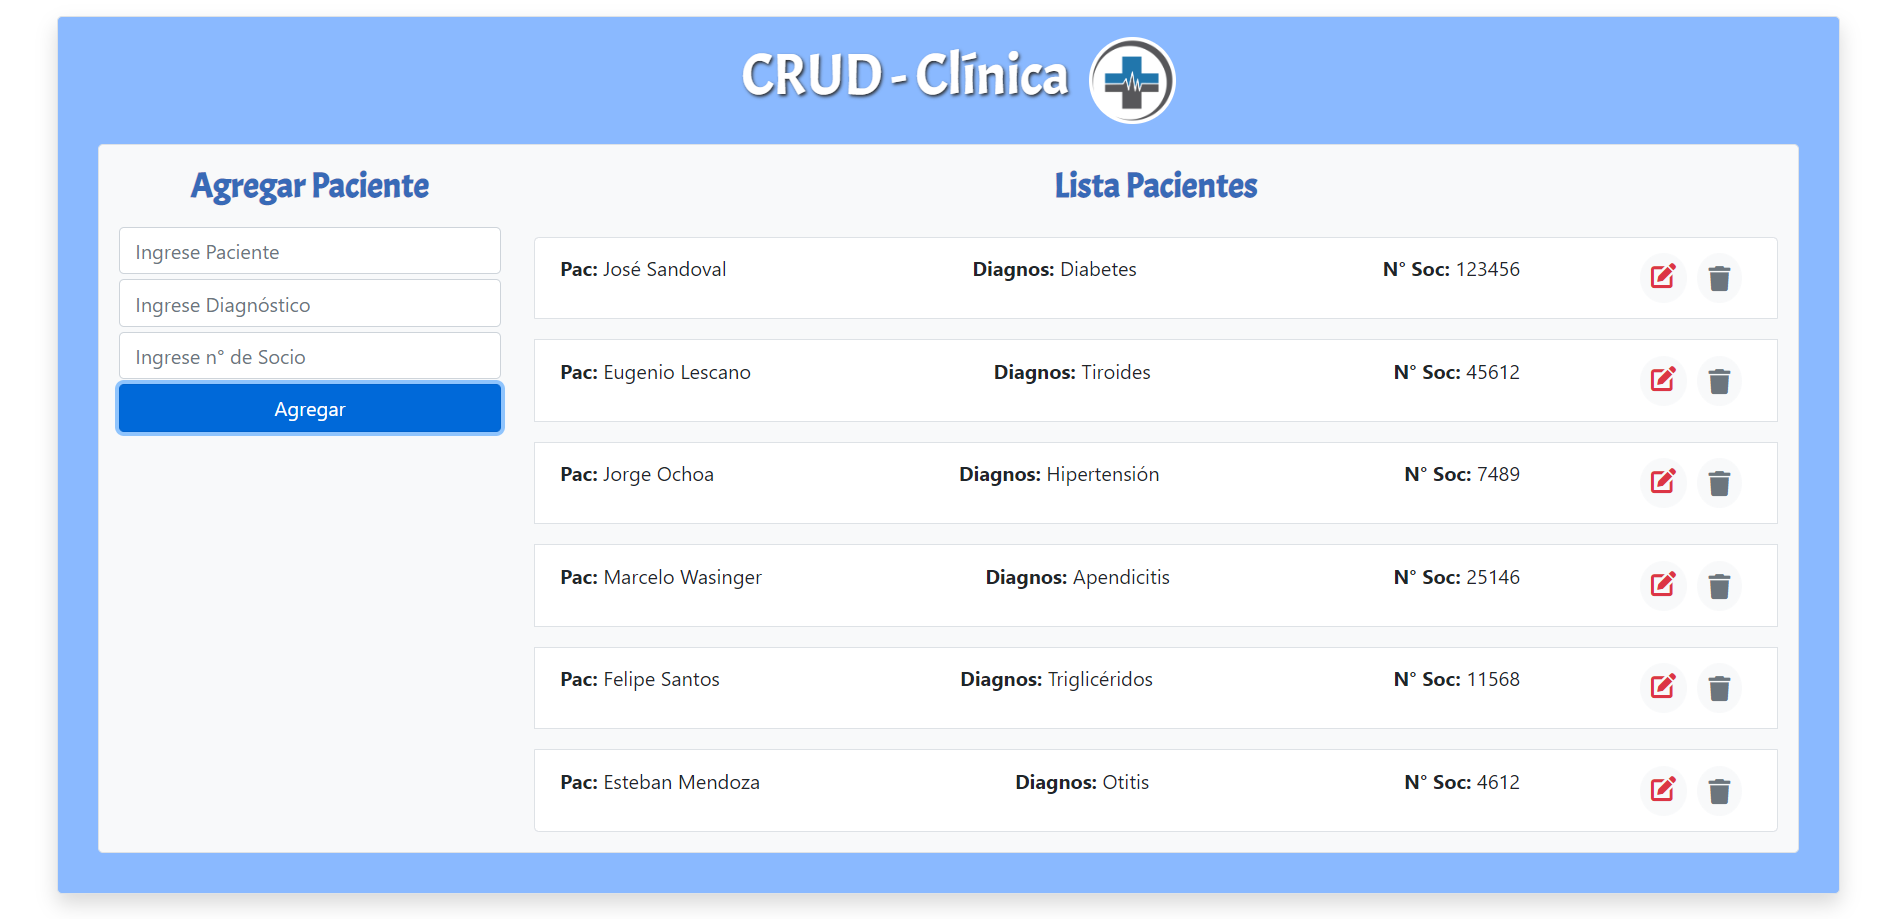 CRUD - Clínica
Agregar Paciente
Ingrese Paciente
Ingrese Diagnóstico
Ingrese n° de Socio
Agregar
Lista Pacientes
Pac: José Sandoval Diagnos: Diabetes N° Soc: 123456
Pac: Eugenio Lescano Diagnos: Tiroides N° Soc: 45612
Pac: Jorge Ochoa Diagnos: Hipertensión N° Soc: 7489
Pac: Marcelo Wasinger Diagnos: Apendicitis N° Soc: 25146
Pac: Felipe Santos Diagnos: Triglicéridos N° Soc: 11568
Pac: Esteban Mendoza Diagnos: Otitis N° Soc: 4612